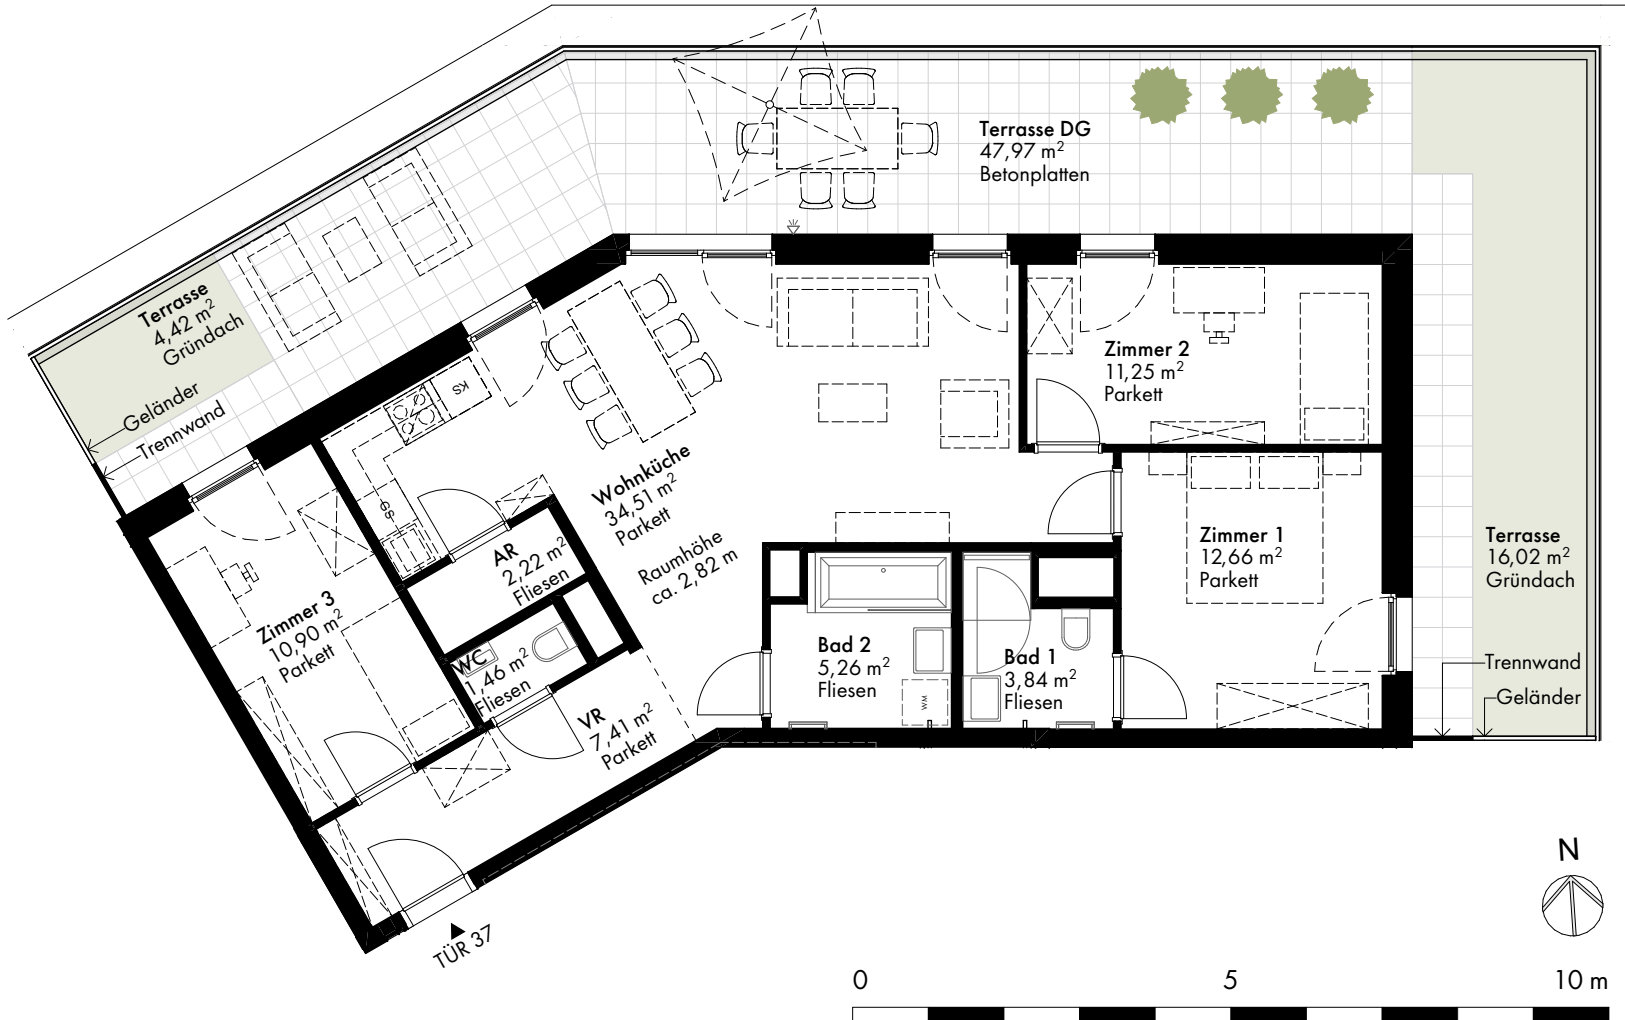 Terrasse DG
47,97 m²
Betonplatten
Terrasse
4,42 m²
Gründach
Geländer
Trennwand
KS
GS
Wohnküche
34,51 m²
Parkett
Raumhöhe
ca. 2,82 m
Zimmer 2
11,25 m²
Parkett
Zimmer 1
12,66 m²
Parkett
Terrasse
16,02 m²
Gründach
Trennwand
Geländer
AR
2,22 m²
Fliesen
Zimmer 3
10,90 m²
Parkett
WC
1,46 m²
Fliesen
VR
7,41 m²
Parkett
Bad 2
5,26 m²
Fliesen
WM
Bad 1
3,84 m²
Fliesen
TÜR 37
N
0 5 10 m